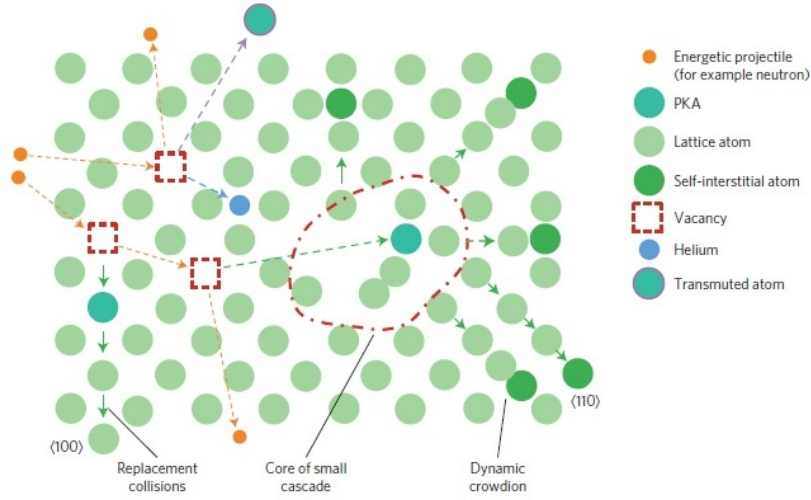 Energetic projectile
(for example neutron)
PKA
Lattice atom
Self-interstitial atom
Vacancy
Helium
Transmuted atom
⟨110⟩
⟨100⟩
Replacement
collisions
Core of small
cascade
Dynamic
crowdion